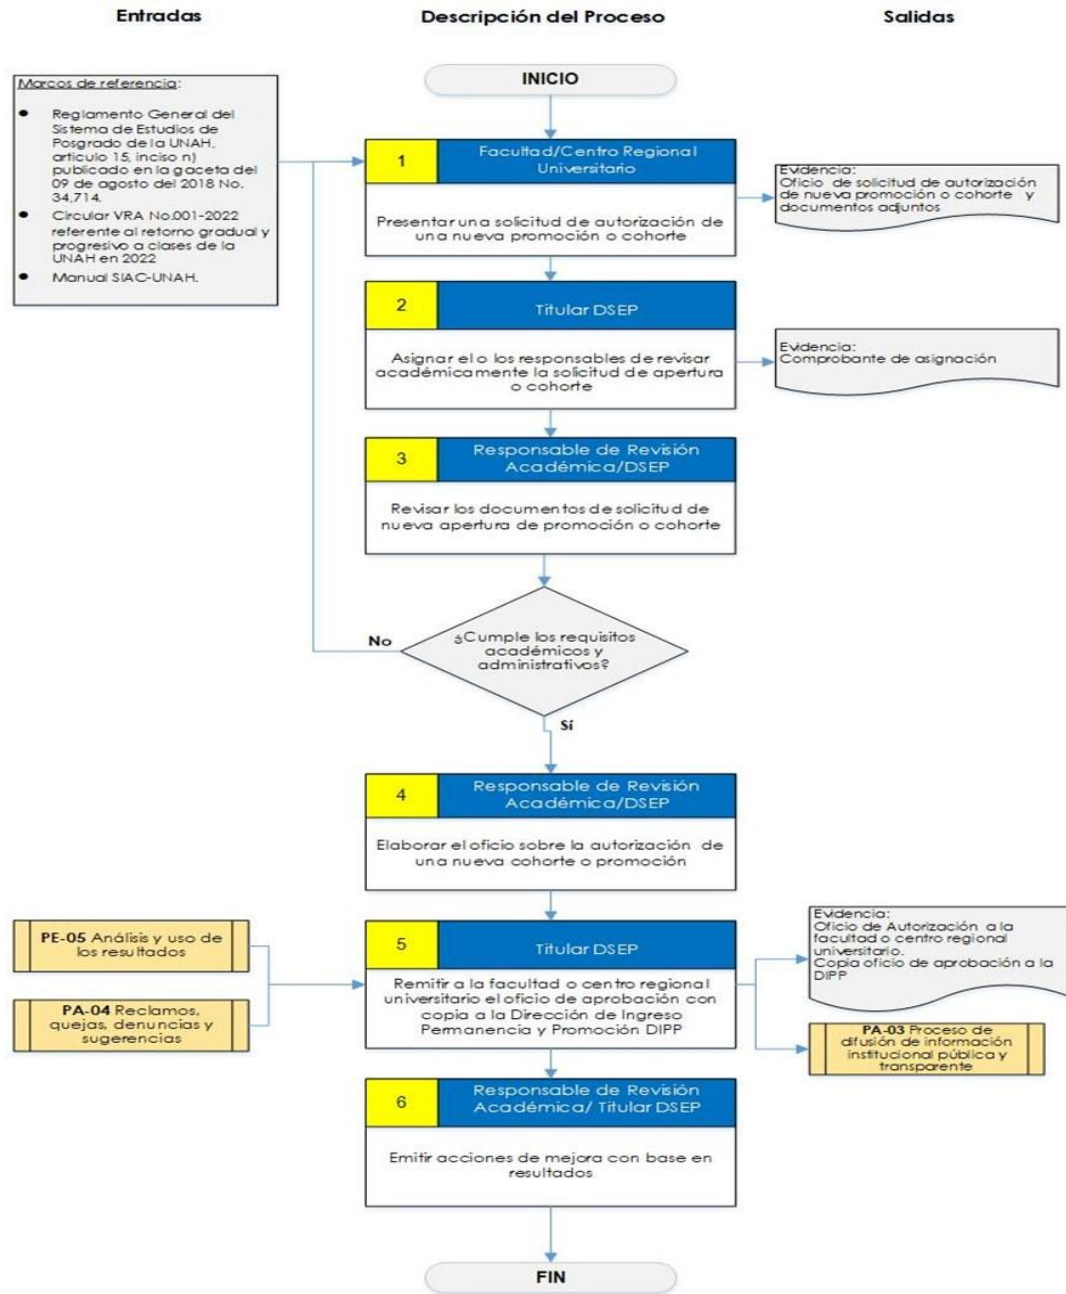 Entradas
Descripción del Proceso
Salidas
INICIO
Marcos de referencia:
● Reglamento General del
Sistema de Estudios de
Posgrado de la UNAH,
artículo 15, inciso n)
publicado en la gaceta del
09 de agosto del 2018 No.
34,714.
● Circular VRA No.001-2022
referente al retorno gradual y
progresivo a clases de la
UNAH en 2022
● Manual SIAC-UNAH.
1
Facultad/Centro Regional
Universitario
Presentar una solicitud de autorización de
una nueva promoción o cohorte
Evidencia:
Oficio de solicitud de autorización
de nueva promoción o cohorte y
documentos adjuntos
2
Titular DSEP
Asignar el o los responsables de revisar
académicamente la solicitud de apertura
o cohorte
Evidencia:
Comprobante de asignación
3
Responsable de Revisión
Académica/DSEP
Revisar los documentos de solicitud de
nueva apertura de promoción o cohorte
No
¿Cumple los requisitos
académicos y
administrativos?
Sí
4
Responsable de Revisión
Académica/DSEP
Elaborar el oficio sobre la autorización de
una nueva cohorte o promoción
PE-05 Análisis y uso de
los resultados
PA-04 Reclamos,
quejas, denuncias y
sugerencias
5
Titular DSEP
Remitir a la facultad o centro regional
universitario el oficio de aprobación con
copia a la Dirección de Ingreso
Permanencia y Promoción DIPP
Evidencia:
Oficio de Autorización a la
facultad o centro regional
universitario.
Copia oficio de aprobación a la
DIPP
PA-03 Proceso de
difusión de información
institucional pública y
transparente
6
Responsable de Revisión
Académica/ Titular DSEP
Emitir acciones de mejora con base en
resultados
FIN